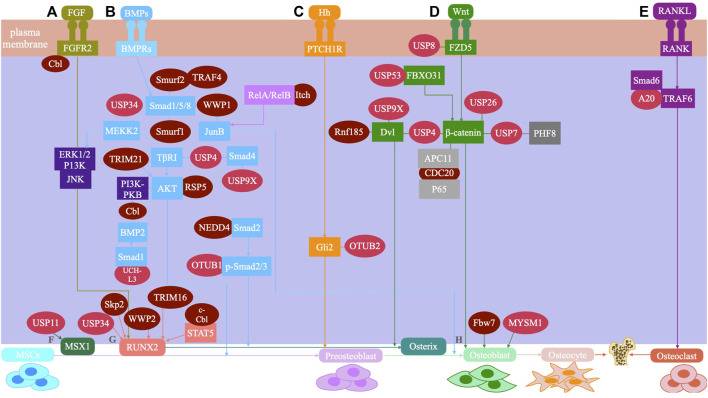 A FGF
B BMPs
C Hh
D Wnt
E RANKL
plasma
membrane
FGFR2
BMPRs
PTCH1R
USP8
FZD5
RANK
Cbl
Smurf2
TRAF4
USP53
FBXO31
Smad6
USP34
Smad1/5/8
WWP1
RelA/RelB
Itch
A20
TRAF6
USP9X
USP26
MEKK2
Smurf1
JunB
Rnf185
Dvl
USP4
β-catenin
USP7
PHF8
ERK1/2
P13K
JNK
TRIM21
TβRI
USP4
Smad4
APC11
CDC20
P65
PI3K-
PKB
AKT
RSP5
USP9X
Cbl
BMP2
NEDD4
Smad2
Smad1
Gli2
OTUB2
UCH-
L3
OTUB1
p-Smad2/3
Skp2
TRIM16
USP11
USP34
WWP2
c-
Cbl
Fbw7
MYSM1
STAT5
F
MSX1
G
RUNX2
Osterix
H
MSCs
Preosteoblast
Osteoblast
Osteocyte
Osteoclast